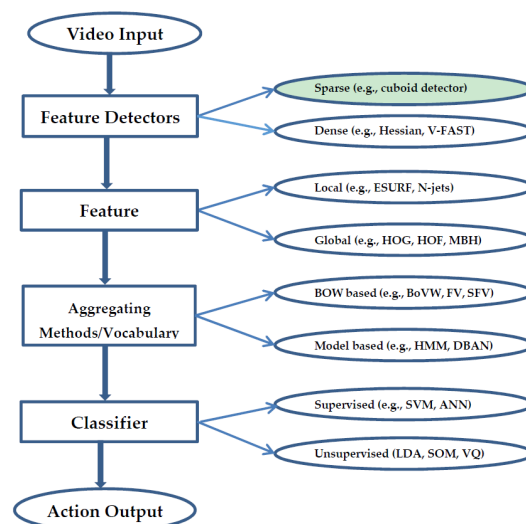 Video Input
Sparse (e.g., cuboid detector)
Feature Detectors
Dense (e.g., Hessian, V-FAST)
Local (e.g., ESURF, N-jets)
Feature
Global (e.g., HOG, HOF, MBH)
BOW based (e.g., BoVW, FV, SFV)
Aggregating
Methods/Vocabulary
Model based (e.g., HMM, DBAN)
Supervised (e.g., SVM, ANN)
Classifier
Unsupervised (LDA, SOM, VQ)
Action Output